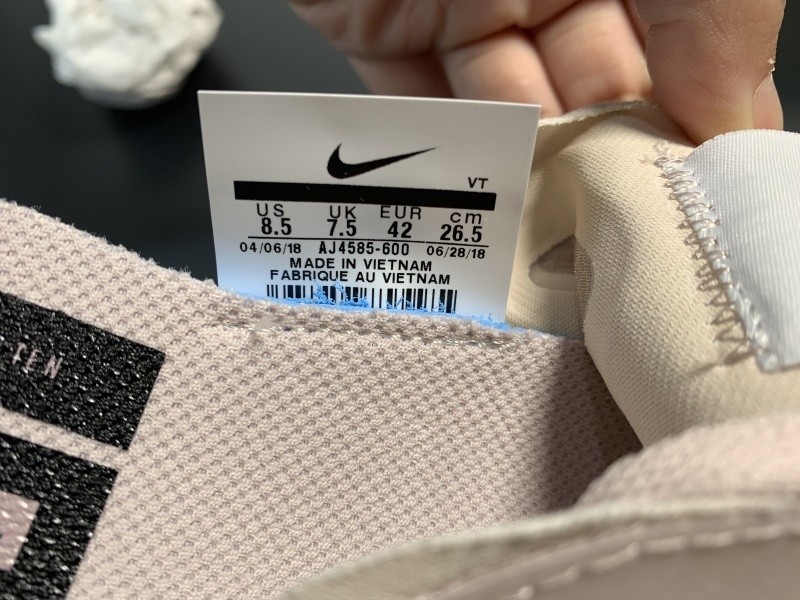 VT
US UK EUR cm
8.5 7.5 42 26.5
04/06/18 AJ4585-600 06/28/18
MADE IN VIETNAM
FABRIQUE AU VIETNAM